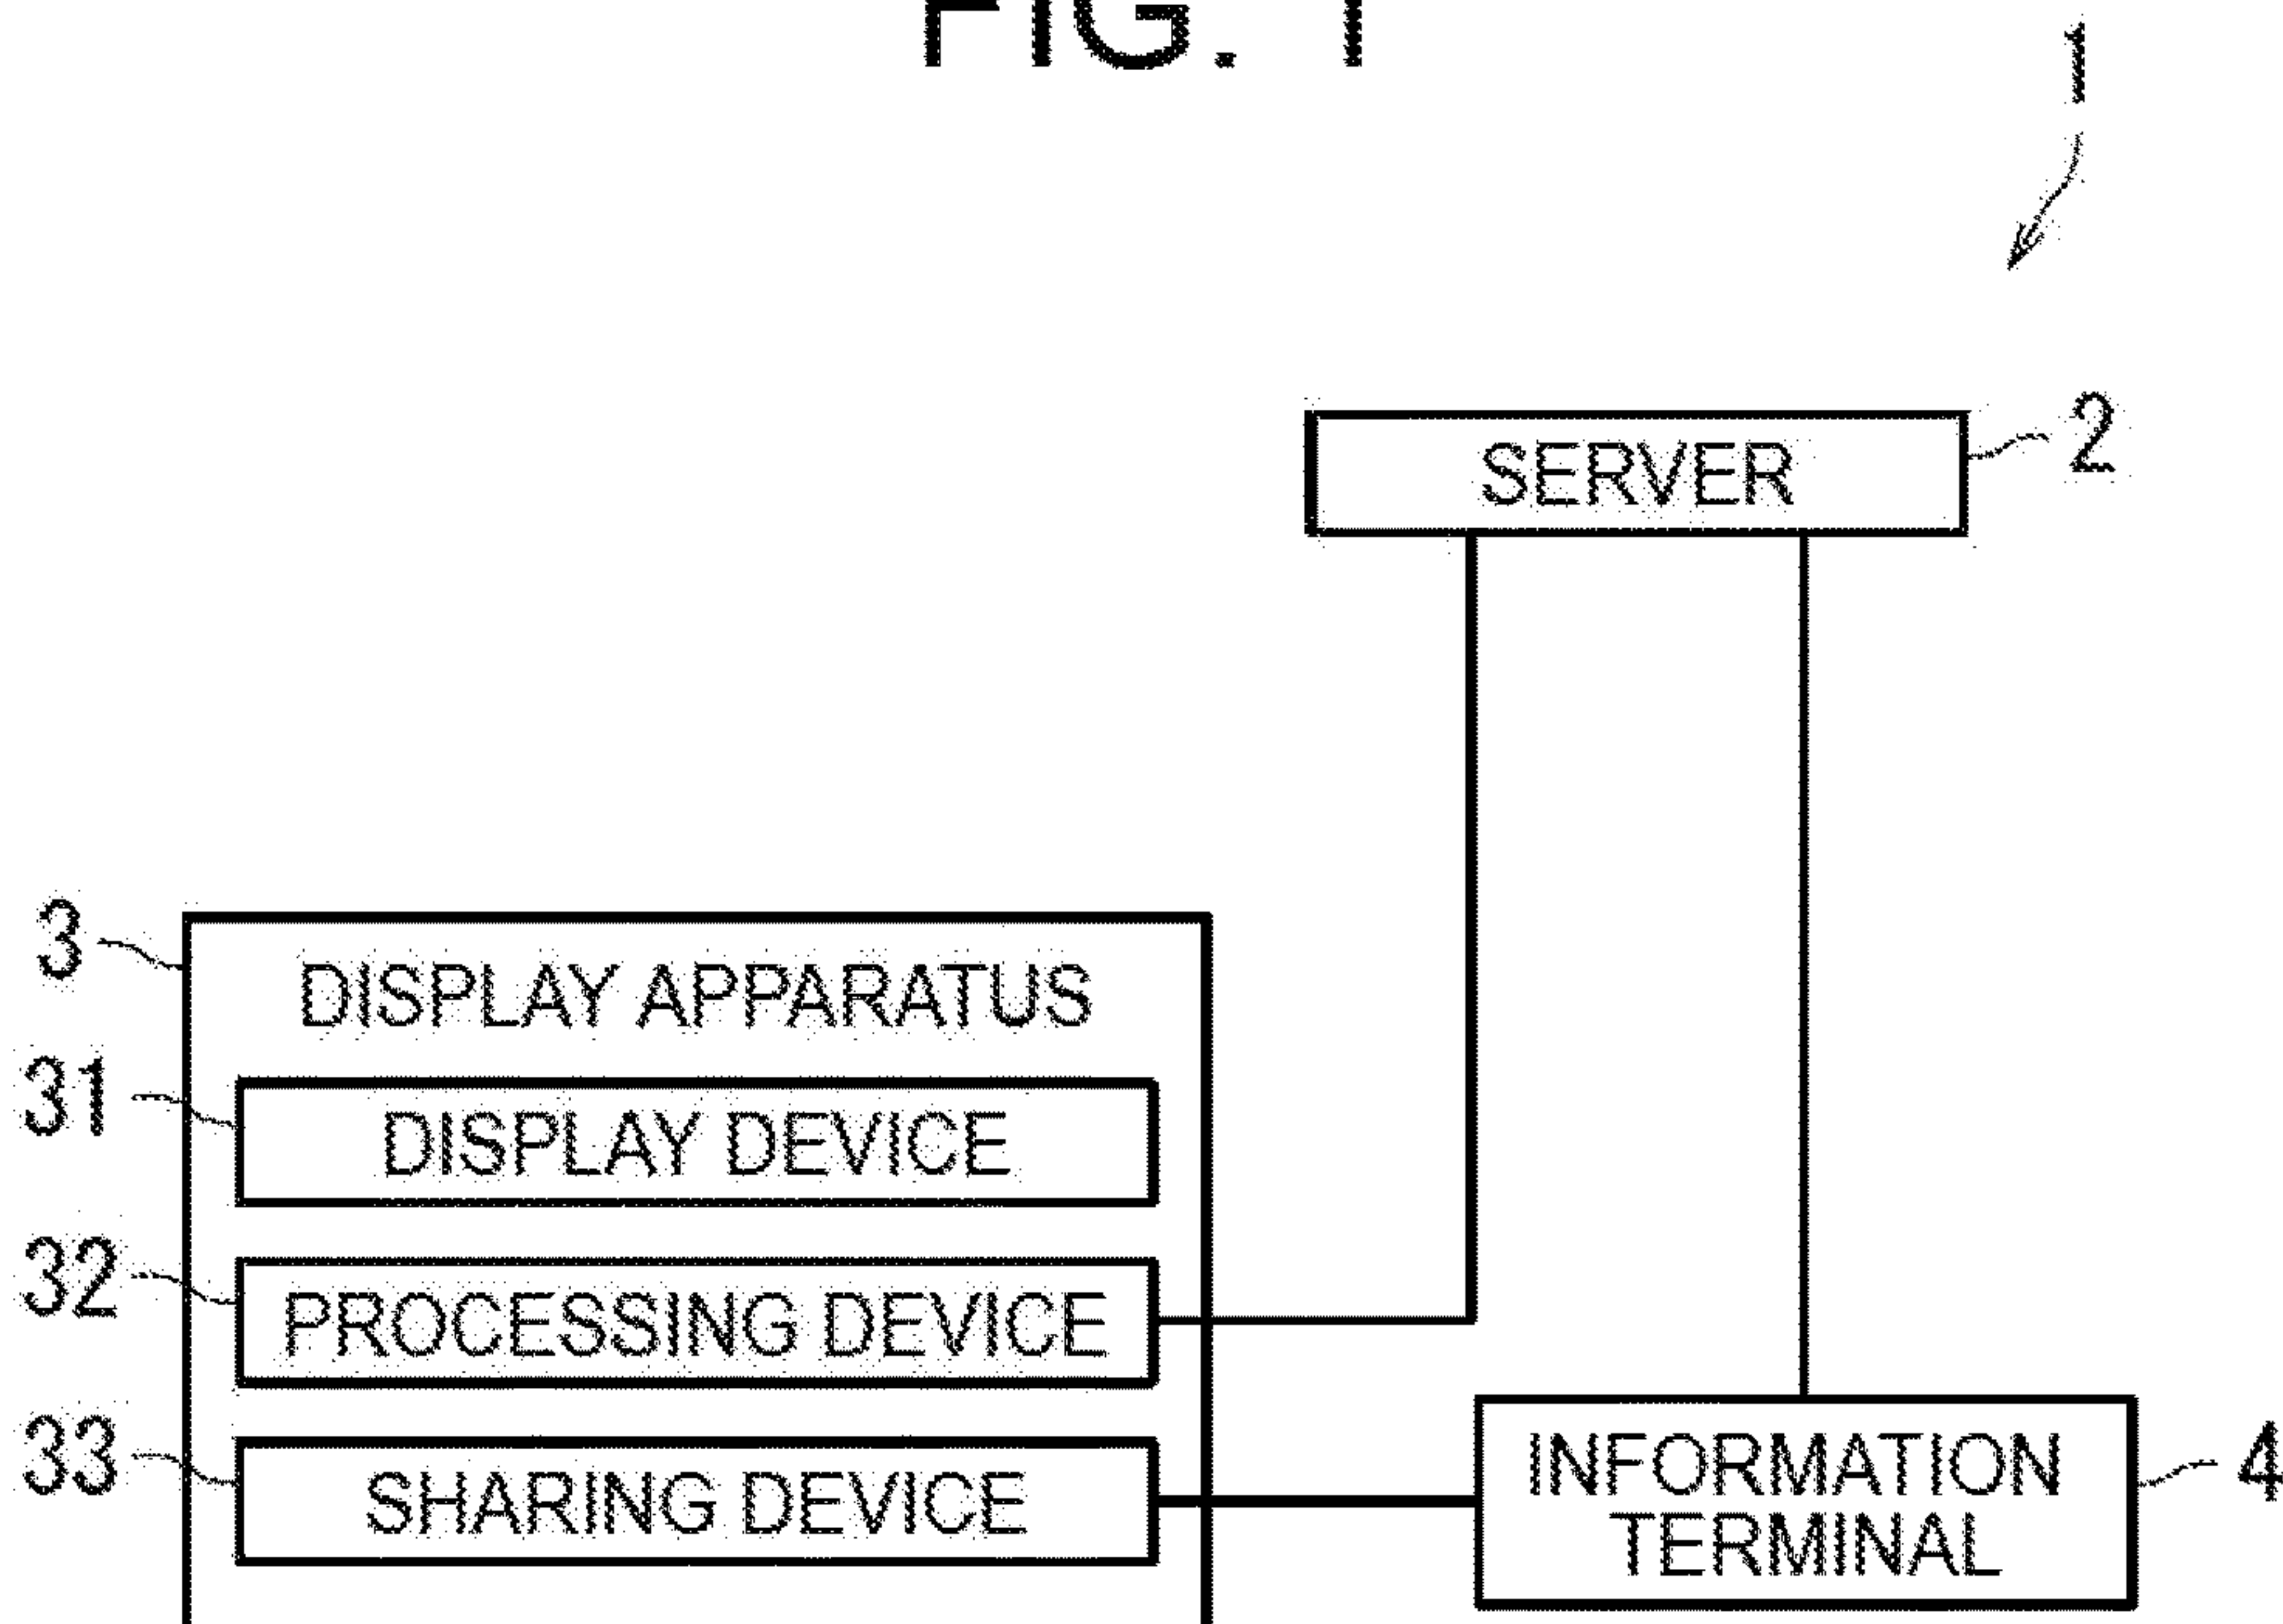 FIG. 1
1
SERVER
2
3
DISPLAY APPARATUS
31
DISPLAY DEVICE
32
PROCESSING DEVICE
33
SHARING DEVICE
INFORMATION
TERMINAL
4